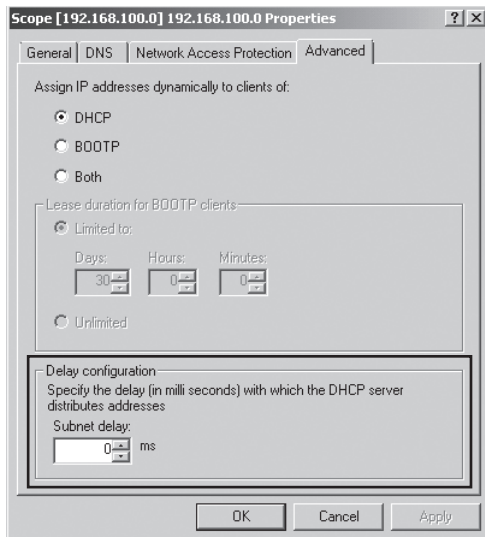 Scope [192.168.100.0] 192.168.100.0 Properties
General DNS Network Access Protection Advanced
Assign IP addresses dynamically to clients of:
DHCP
BOOTP
Both
Lease duration for BOOTP clients
Limited to:
Days: Hours: Minutes:
30 0 0
Unlimited
Delay configuration
Specify the delay (in milli seconds) with which the DHCP server
distributes addresses
Subnet delay:
0 ms
OK Cancel Apply